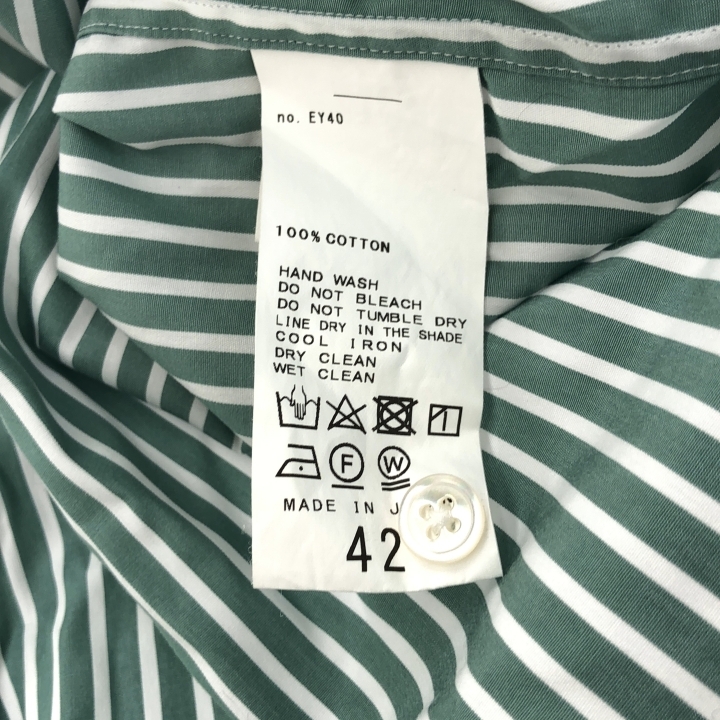 no. EY40
100% COTTON
HAND WASH
DO NOT BLEACH
DO NOT TUMBLE DRY
LINE DRY IN THE SHADE
COOL IRON
DRY CLEAN
WET CLEAN
F W
MADE IN
42